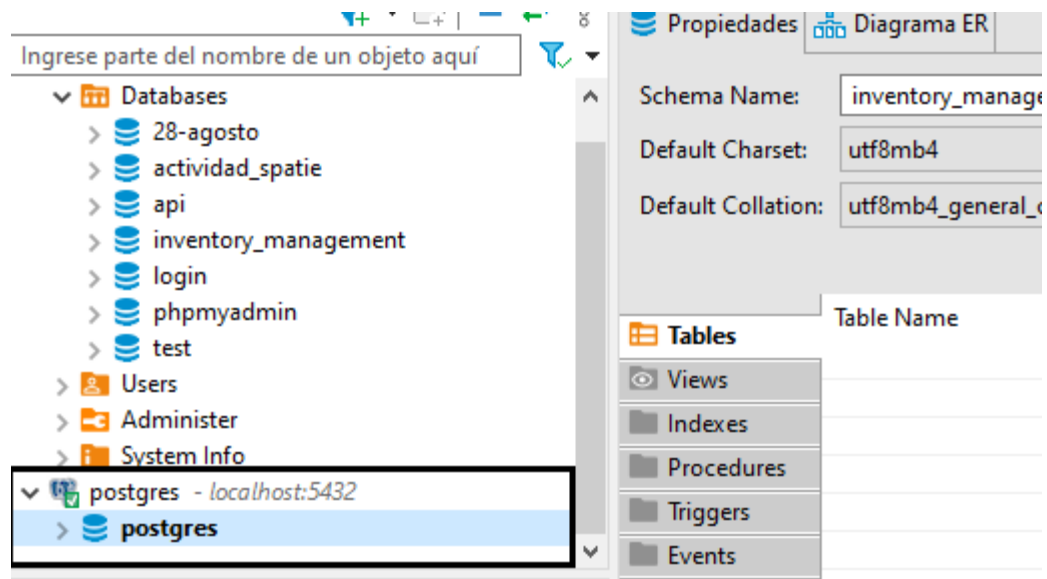 Ingrese parte del nombre de un objeto aquí
Databases
28-agosto
actividad_spatie
api
inventory_management
login
phpmyadmin
test
Users
Administer
System Info
postgres - localhost:5432
postgres
Propiedades
Diagrama ER
Schema Name:
inventory_manage
Default Charset:
utf8mb4
Default Collation:
utf8mb4_general_c
Tables
Views
Indexes
Procedures
Triggers
Events
Table Name